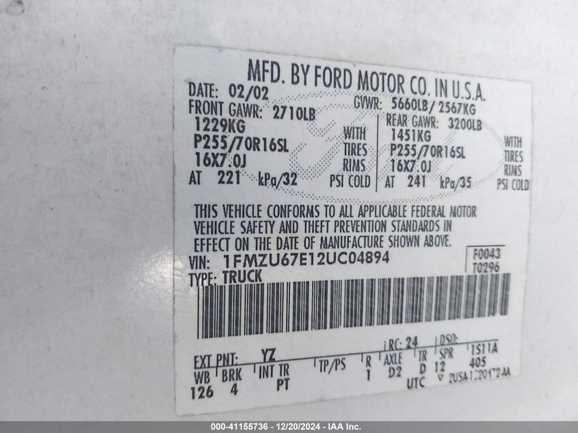 MFD. BY FORD MOTOR CO. IN U.S.A.
DATE: 02/02 GVWR: 5660LB/ 2567KG
FRONT GAWR: 2710LB REAR GAWR: 3200LB
1229KG WITH 1451KG WITH
P255/70R16SL TIRES P255/70R16SL TIRES
16X7.0J RIMS 16X7.0J RIMS
AT 221 kPa/32 PSI COLD AT 241 kPa/35 PSI COLD
THIS VEHICLE CONFORMS TO ALL APPLICABLE FEDERAL MOTOR
VEHICLE SAFETY AND THEFT PREVENTION STANDARDS IN
EFFECT ON THE DATE OF MANUFACTURE SHOWN ABOVE.
VIN: 1FMZU67E12UC04894 F0043
TYPE: TRUCK T0296
EXT PNT: YZ RC: 24 DSO:
WB BRK INT TR TP/PS R AXLE TR SPR 1S11A
126 4 PT 1 D2 D 12 405
UTC
41155736 - 12/20/2024 - IAA Inc.